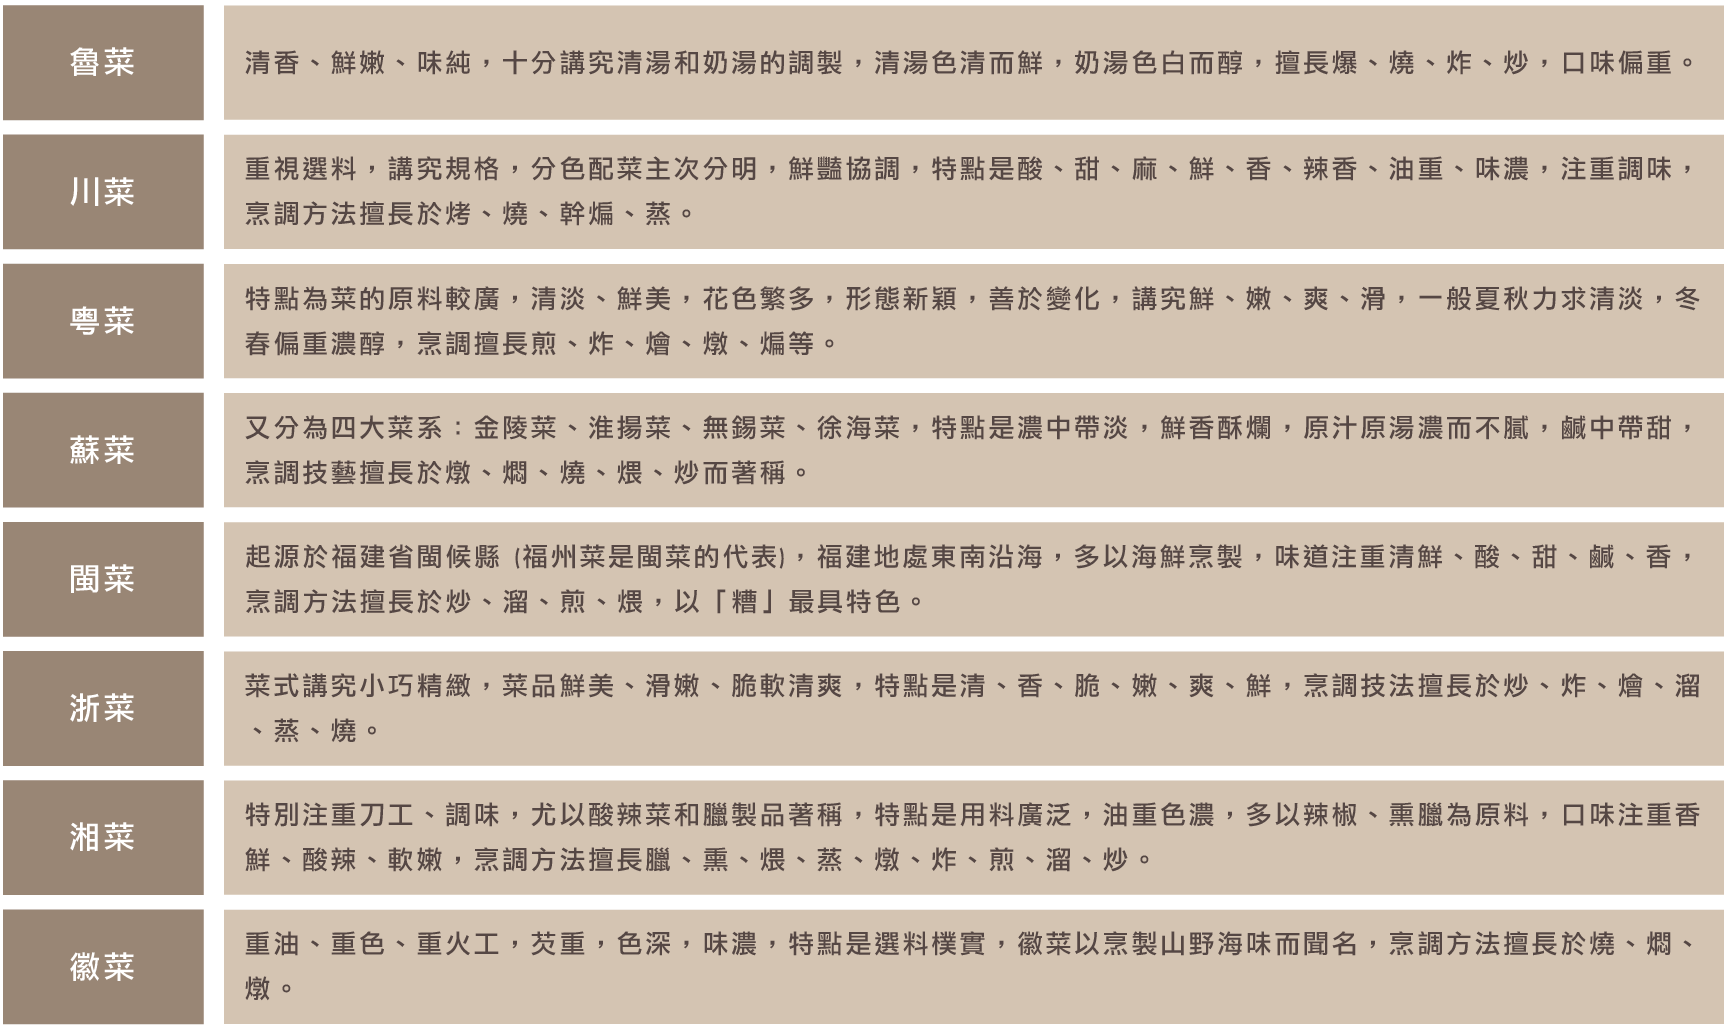 魯菜
清香、鮮嫩、味純，十分講究清湯和奶湯的調製，清湯色清而鮮，奶湯色白而醇，擅長爆、燒、炸、炒，口味偏重。
川菜
重視選料，講究規格，分色配菜主次分明，鮮豔協調，特點是酸、甜、麻、鮮、香、辣香、油重、味濃，注重調味，
烹調方法擅長於烤、燒、幹煸、蒸。
粵菜
特點為菜的原料較廣，清淡、鮮美，花色繁多，形態新穎，善於變化，講究鮮、嫩、爽、滑，一般夏秋力求清淡，冬
春偏重濃醇，烹調擅長煎、炸、燴、燉、煸等。
蘇菜
又分為四大菜系：金陵菜、淮揚菜、無錫菜、徐海菜，特點是濃中帶淡，鮮香酥爛，原汁原湯濃而不膩，鹹中帶甜，
烹調技藝擅長於燉、燜、燒、煨、炒而著稱。
閩菜
起源於福建省閩候縣 (福州菜是閩菜的代表)，福建地處東南沿海，多以海鮮烹製，味道注重清鮮、酸、甜、鹹、香，
烹調方法擅長於炒、溜、煎、煨，以「糟」最具特色。
浙菜
菜式講究小巧精緻，菜品鮮美、滑嫩、脆軟清爽，特點是清、香、脆、嫩、爽、鮮，烹調技法擅長於炒、炸、燴、溜
、蒸、燒。
湘菜
特別注重刀工、調味，尤以酸辣菜和臘製品著稱，特點是用料廣泛，油重色濃，多以辣椒、熏臘為原料，口味注重香
鮮、酸辣、軟嫩，烹調方法擅長臘、熏、煨、蒸、燉、炸、煎、溜、炒。
徽菜
重油、重色、重火工，芡重，色深，味濃，特點是選料樸實，徽菜以烹製山野海味而聞名，烹調方法擅長於燒、燜、
燉。